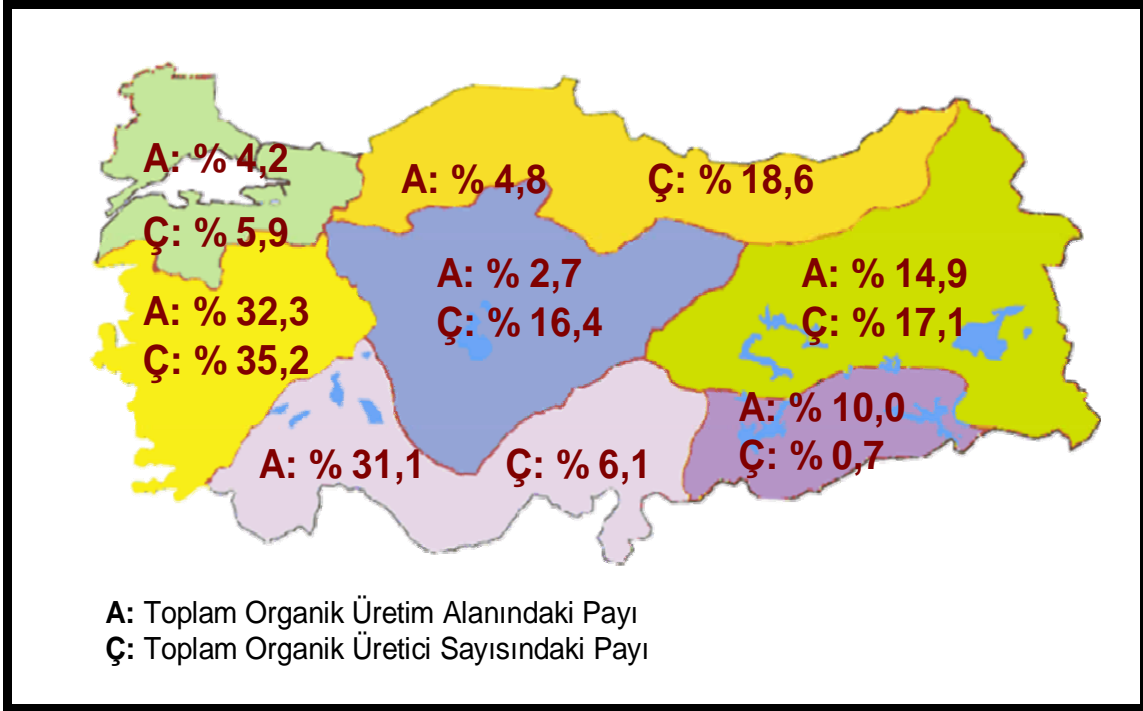 A: % 4,2
Ç: % 5,9
A: % 4,8
Ç: % 18,6
A: % 2,7
Ç: % 16,4
A: % 14,9
Ç: % 17,1
A: % 32,3
Ç: % 35,2
A: % 10,0
Ç: % 0,7
A: % 31,1
Ç: % 6,1
A: Toplam Organik Üretim Alanındaki Payı
Ç: Toplam Organik Üretici Sayısındaki Payı